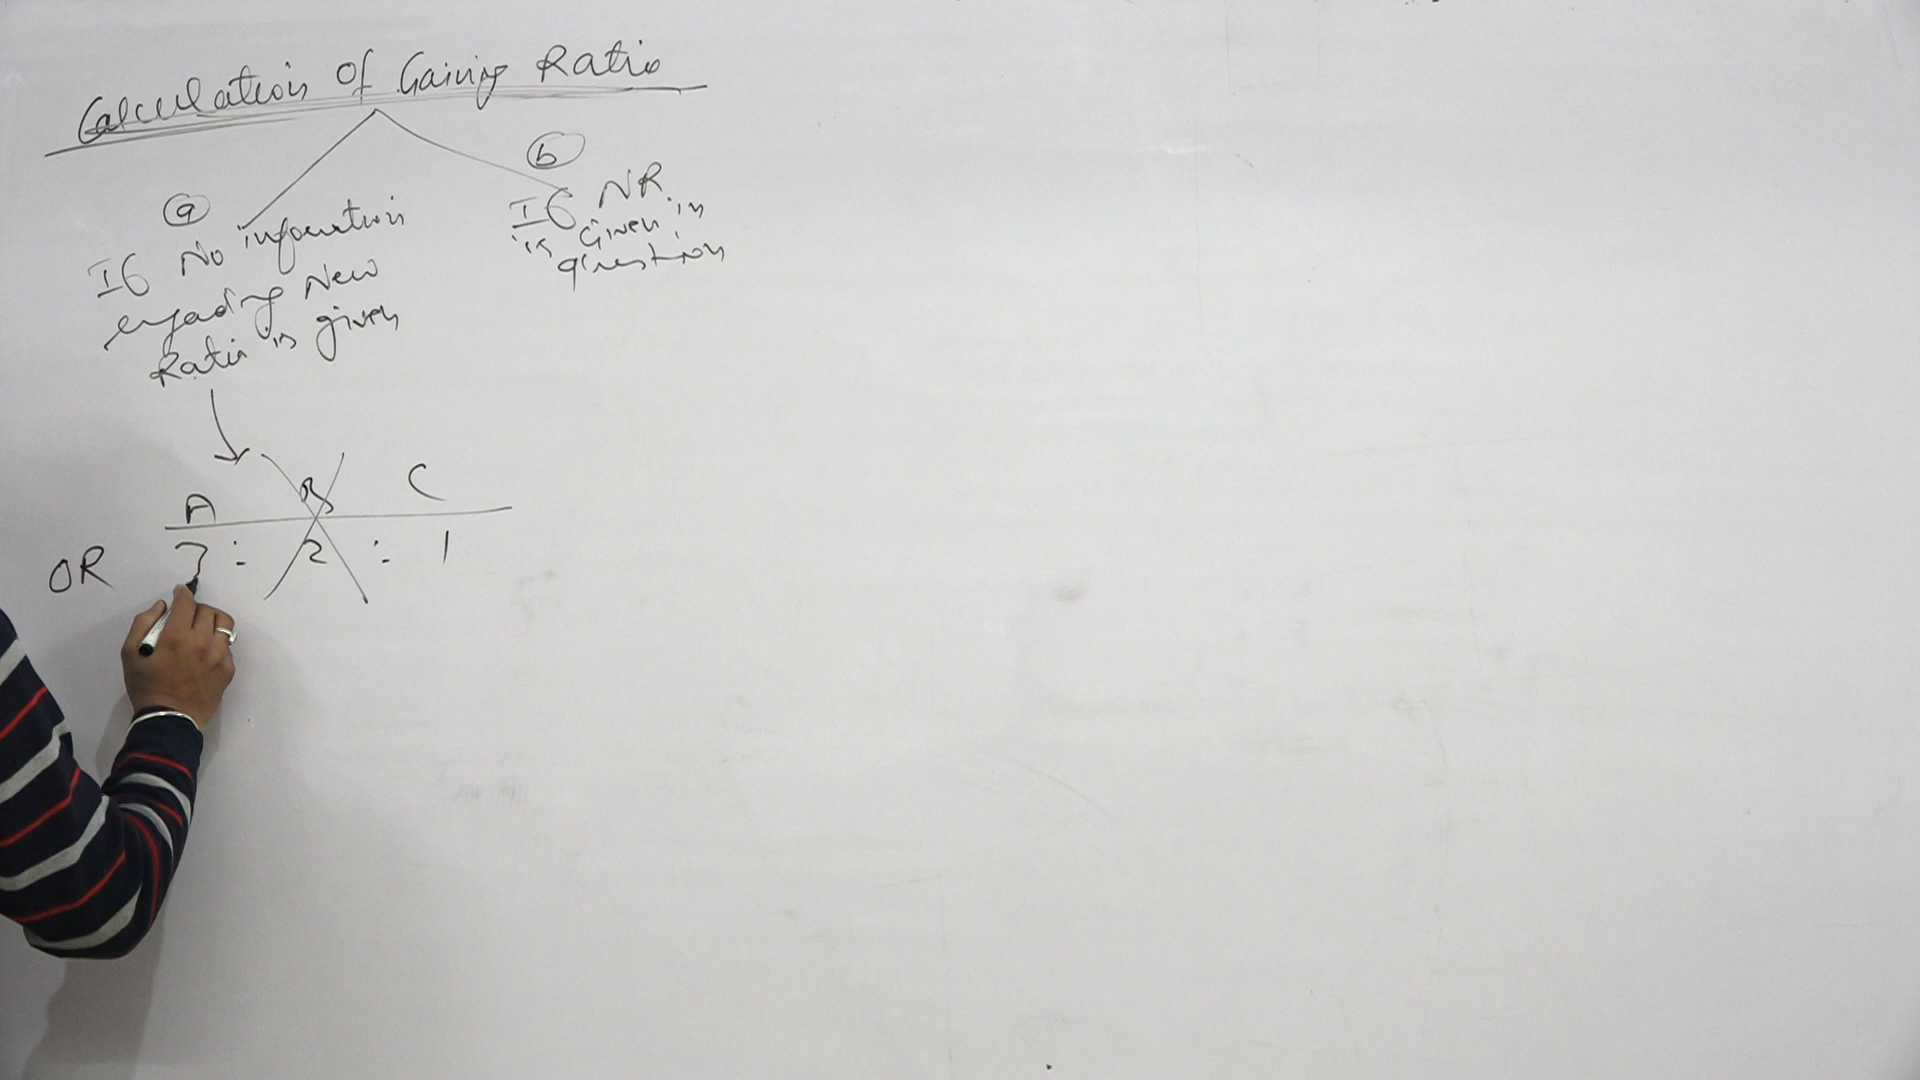 Calculation Of Gaining Ratio
(a)
If No information
regarding New
Ratio is given
(b)
If NR
is Given in
question
A B C
OR 3 : 2 : 1